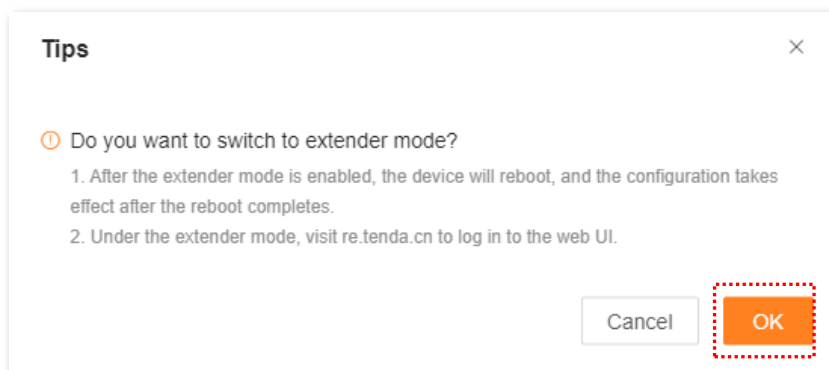 Tips
Do you want to switch to extender mode?
1. After the extender mode is enabled, the device will reboot, and the configuration takes
effect after the reboot completes.
2. Under the extender mode, visit re.tenda.cn to log in to the web UI.
Cancel OK